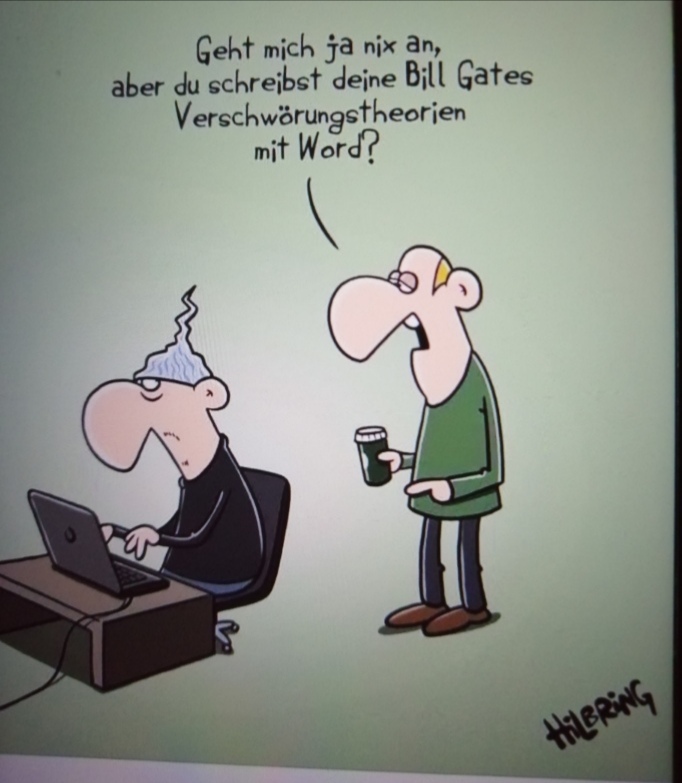 Geht mich ja nix an,
aber du schreibst deine Bill Gates
Verschwörungstheorien
mit Word?
HiLBRiNG